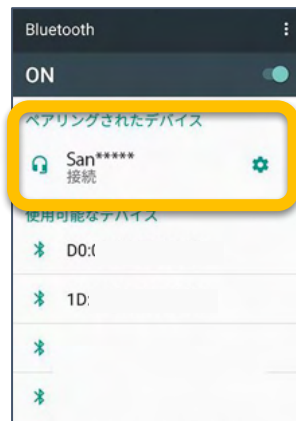 Bluetooth
ON
ペアリングされたデバイス
San*****
接続
使用可能なデバイス
D0:0
1D: